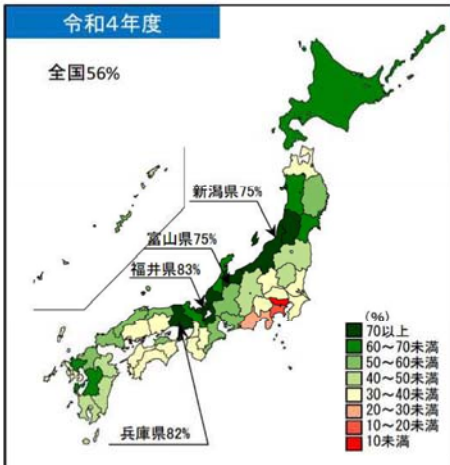 令和4年度
全国56%
新潟県75%
富山県75%
福井県83%
兵庫県82%
(%)
70以上
60～70未満
50～60未満
40～50未満
30～40未満
20～30未満
10～20未満
10未満